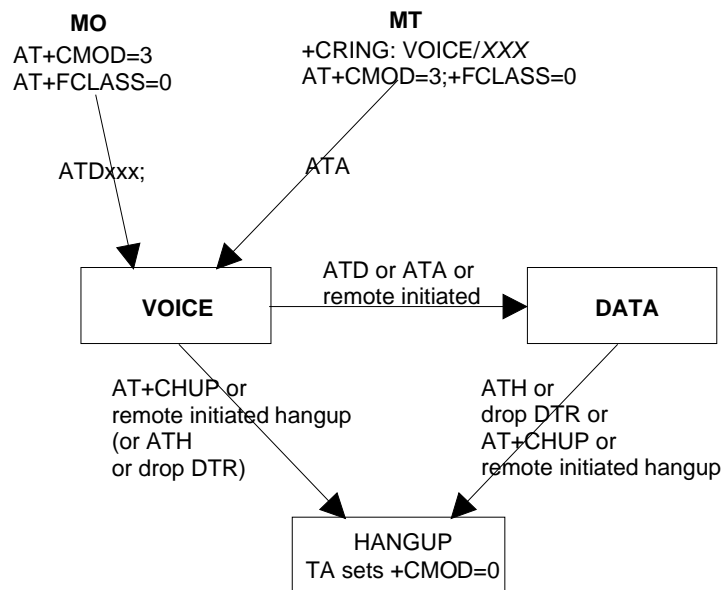 MO
AT+CMOD=3
AT+FCLASS=0
MT
+CRING: VOICE/XXX
AT+CMOD=3;+FCLASS=0
ATDxxx;
ATA
VOICE
ATD or ATA or
remote initiated
DATA
AT+CHUP or
remote initiated hangup
(or ATH
or drop DTR)
ATH or
drop DTR or
AT+CHUP or
remote initiated hangup
HANGUP
TA sets +CMOD=0